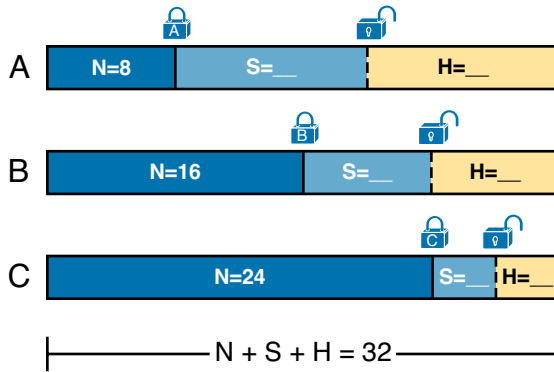 A
A N=8 S=__ H=__
B
B N=16 S=__ H=__
C
C N=24 S=__ H=__
N + S + H = 32